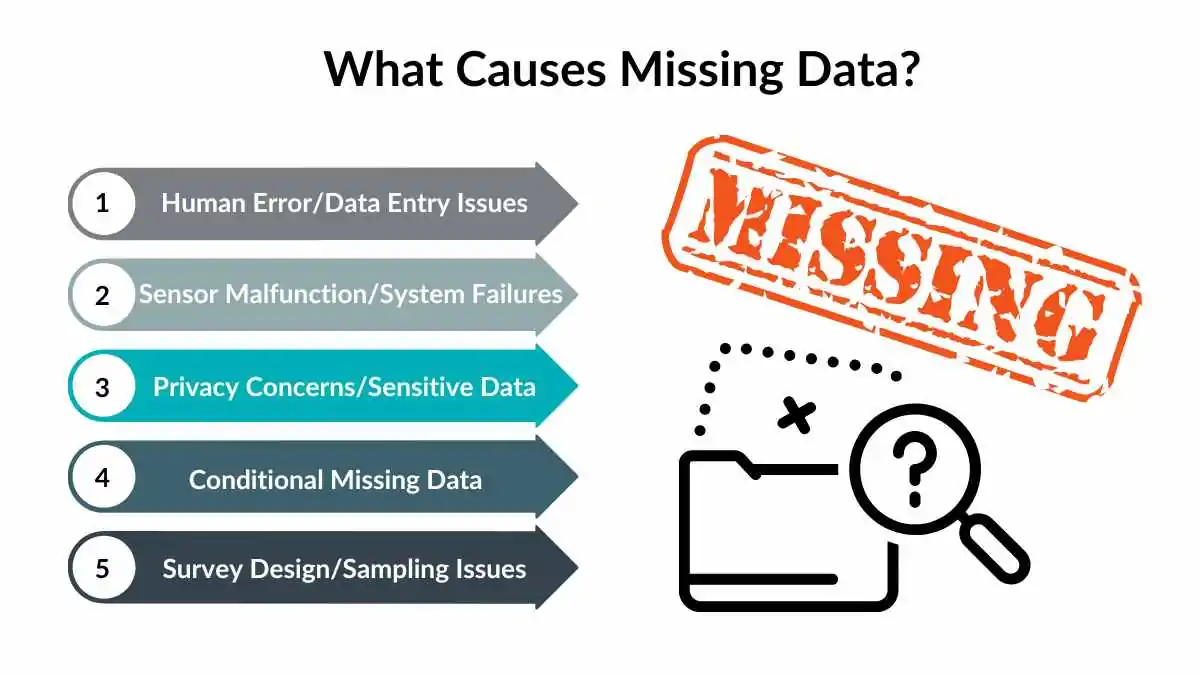 What Causes Missing Data?
1
Human Error/Data Entry Issues
2
Sensor Malfunction/System Failures
3
Privacy Concerns/Sensitive Data
4
Conditional Missing Data
5
Survey Design/Sampling Issues
MISSING
?